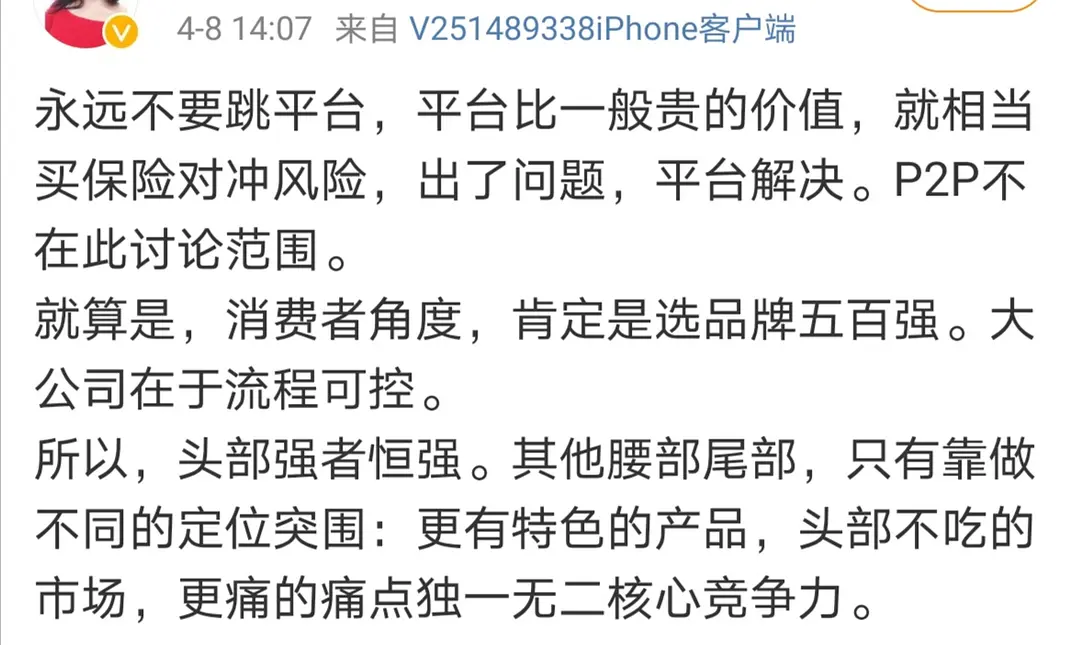 4-8 14:07 来自 V251489338iPhone客户端
永远不要跳平台，平台比一般贵的价值，就相当
买保险对冲风险，出了问题，平台解决。P2P不
在此讨论范围。
就算是，消费者角度，肯定是选品牌五百强。大
公司在于流程可控。
所以，头部强者恒强。其他腰部尾部，只有靠做
不同的定位突围：更有特色的产品，头部不吃的
市场，更痛的痛点独一无二核心竞争力。